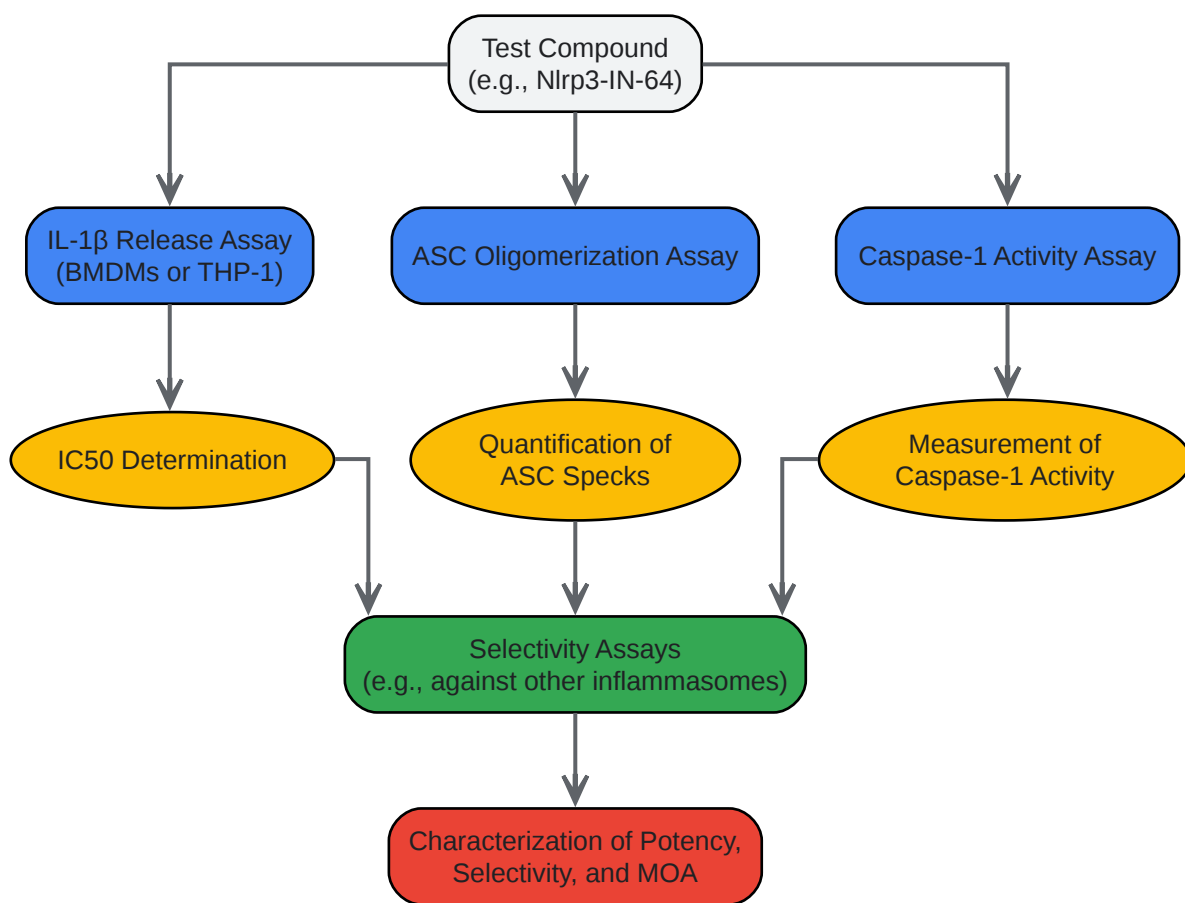 Test Compound
(e.g., Nlrp3-IN-64)
IL-1β Release Assay
(BMDMs or THP-1)
ASC Oligomerization Assay
Caspase-1 Activity Assay
IC50 Determination
Quantification of
ASC Specks
Measurement of
Caspase-1 Activity
Selectivity Assays
(e.g., against other inflammasomes)
Characterization of Potency,
Selectivity, and MOA